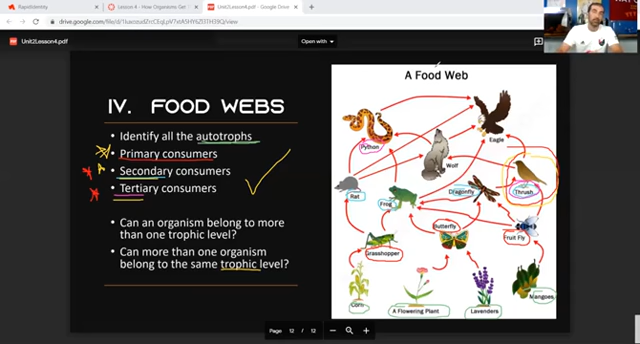 RapidIdentity
Lesson 4 - How Organisms Get
Unit2Lesson4.pdf - Google Drive
Unit2Lesson4.pdf
Open with
IV. FOOD WEBS
• Identify all the autotrophs
• Primary consumers
• Secondary consumers
• Tertiary consumers
• Can an organism belong to more
than one trophic level?
• Can more than one organism
belong to the same trophic level?
A Food Web
Python
Wolf
Eagle
Rat
Frog
Dragonfly
Thrush
Grasshopper
Butterfly
Fruit Fly
Corn
A Flowering Plant
Levenders
Mangoes
Page 12 / 12